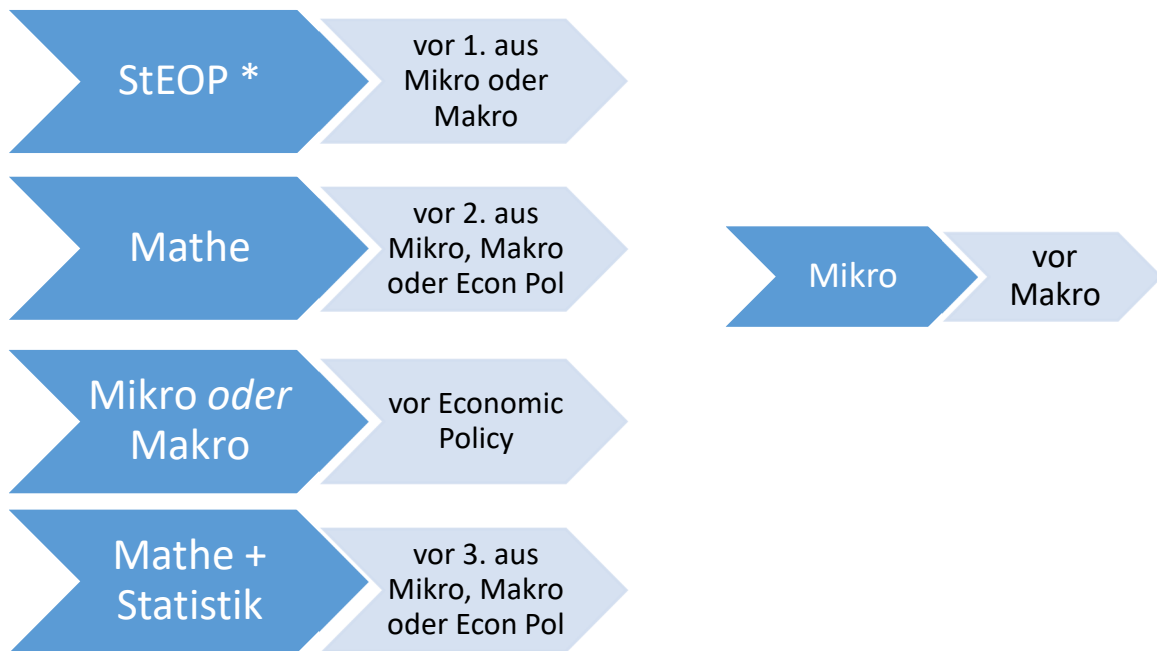 StEOP *
vor 1. aus
Mikro oder
Makro
Mathe
vor 2. aus
Mikro, Makro
oder Econ Pol
Mikro oder
Makro
vor Economic
Policy
Mathe +
Statistik
vor 3. aus
Mikro, Makro
oder Econ Pol
Mikro
vor
Makro